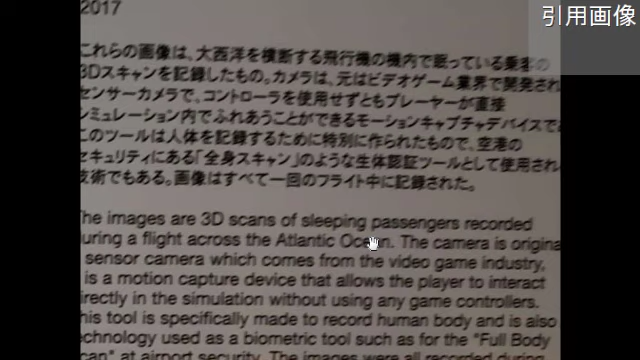 引用画像
2017
これらの画像は、大西洋を横断する飛行機の機内で眠っている乗客の
3Dスキャンを記録したもの。カメラは、元はビデオゲーム業界で開発され
センサーカメラで、コントローラを使用せずともプレーヤーが直接
シミュレーション内でふれあうことができるモーションキャプチャデバイスで
このツールは人体を記録するために特別に作られたもので、空港の
セキュリティにある「全身スキャン」のような生体認証ツールとして使用され
技術でもある。画像はすべて一回のフライト中に記録された。
The images are 3D scans of sleeping passengers recorded
during a flight across the Atlantic Ocean. The camera is origina
sensor camera which comes from the video game industry,
is a motion capture device that allows the player to interact
directly in the simulation without using any game controllers.
This tool is specifically made to record human body and is also
echnology used as a biometric tool such as for the "Full Body
can" at airport security. The images were all recorded during